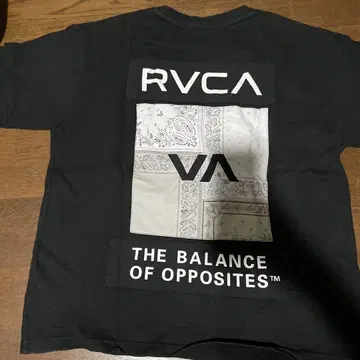 RVCA
VA
THE BALANCE
OF OPPOSITES™